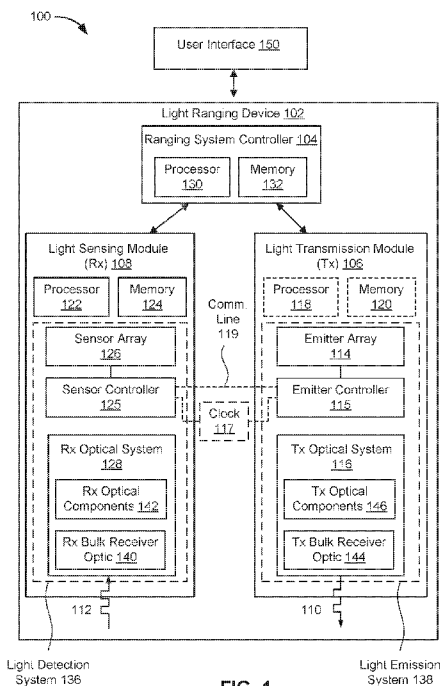 100
User Interface 150
Light Ranging Device 102
Ranging System Controller 104
Processor
130
Memory
132
Light Sensing Module
(Rx) 108
Processor
122
Memory
124
Sensor Array
126
Sensor Controller
125
Rx Optical System
128
Rx Optical
Components 142
Rx Bulk Receiver
Optic 140
112
Light Detection
System 136
Comm.
Line
119
Clock
117
Light Transmission Module
(Tx) 106
Processor
118
Memory
120
Emitter Array
114
Emitter Controller
115
Tx Optical System
116
Tx Optical
Components 146
Tx Bulk Receiver
Optic 144
110
Light Emission
System 138
FIG. 1